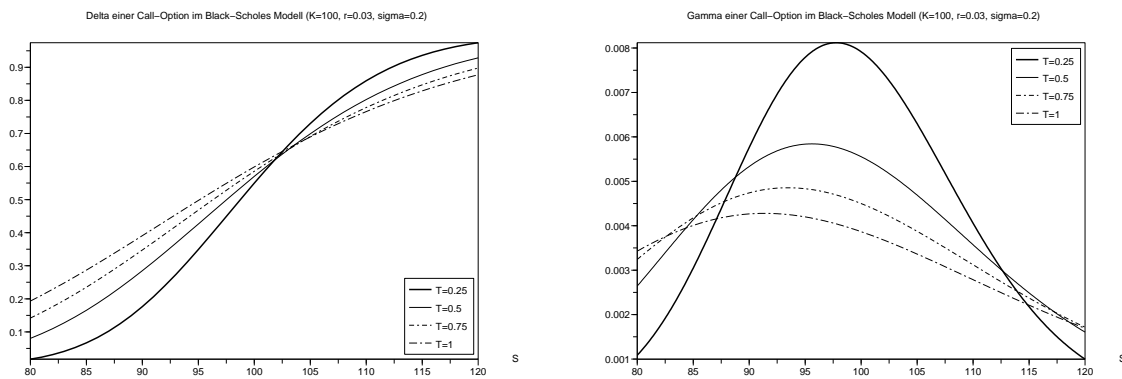 Delta einer Call−Option im Black−Scholes Modell (K=100, r=0.03, sigma=0.2)
0.9
0.8
0.7
0.6
0.5
0.4
0.3
0.2
0.1
80 85 90 95 100 105 110 115 120
S
T=0.25
T=0.5
T=0.75
T=1
Gamma einer Call−Option im Black−Scholes Modell (K=100, r=0.03, sigma=0.2)
0.008
0.007
0.006
0.005
0.004
0.003
0.002
0.001
80 85 90 95 100 105 110 115 120
S
T=0.25
T=0.5
T=0.75
T=1